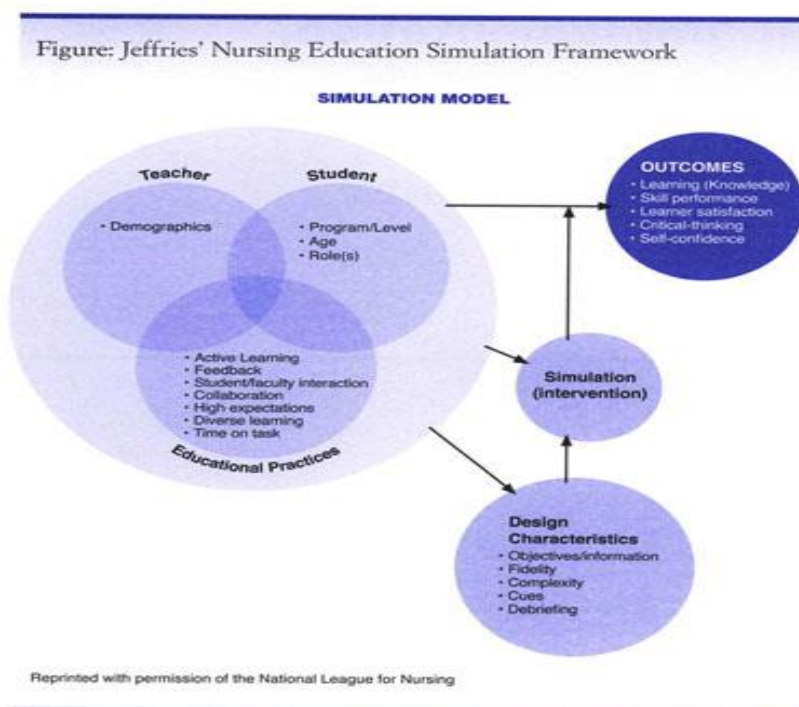 Figure: Jeffries' Nursing Education Simulation Framework
SIMULATION MODEL
Teacher
• Demographics
Student
• Program/Level
• Age
• Role(s)
• Active Learning
• Feedback
• Student/faculty interaction
• Collaboration
• High expectations
• Diverse learning
• Time on task
Educational Practices
OUTCOMES
• Learning (Knowledge)
• Skill performance
• Learner satisfaction
• Critical-thinking
• Self-confidence
Simulation
(intervention)
Design
Characteristics
• Objectives/information
• Fidelity
• Complexity
• Cues
• Debriefing
Reprinted with permission of the National League for Nursing